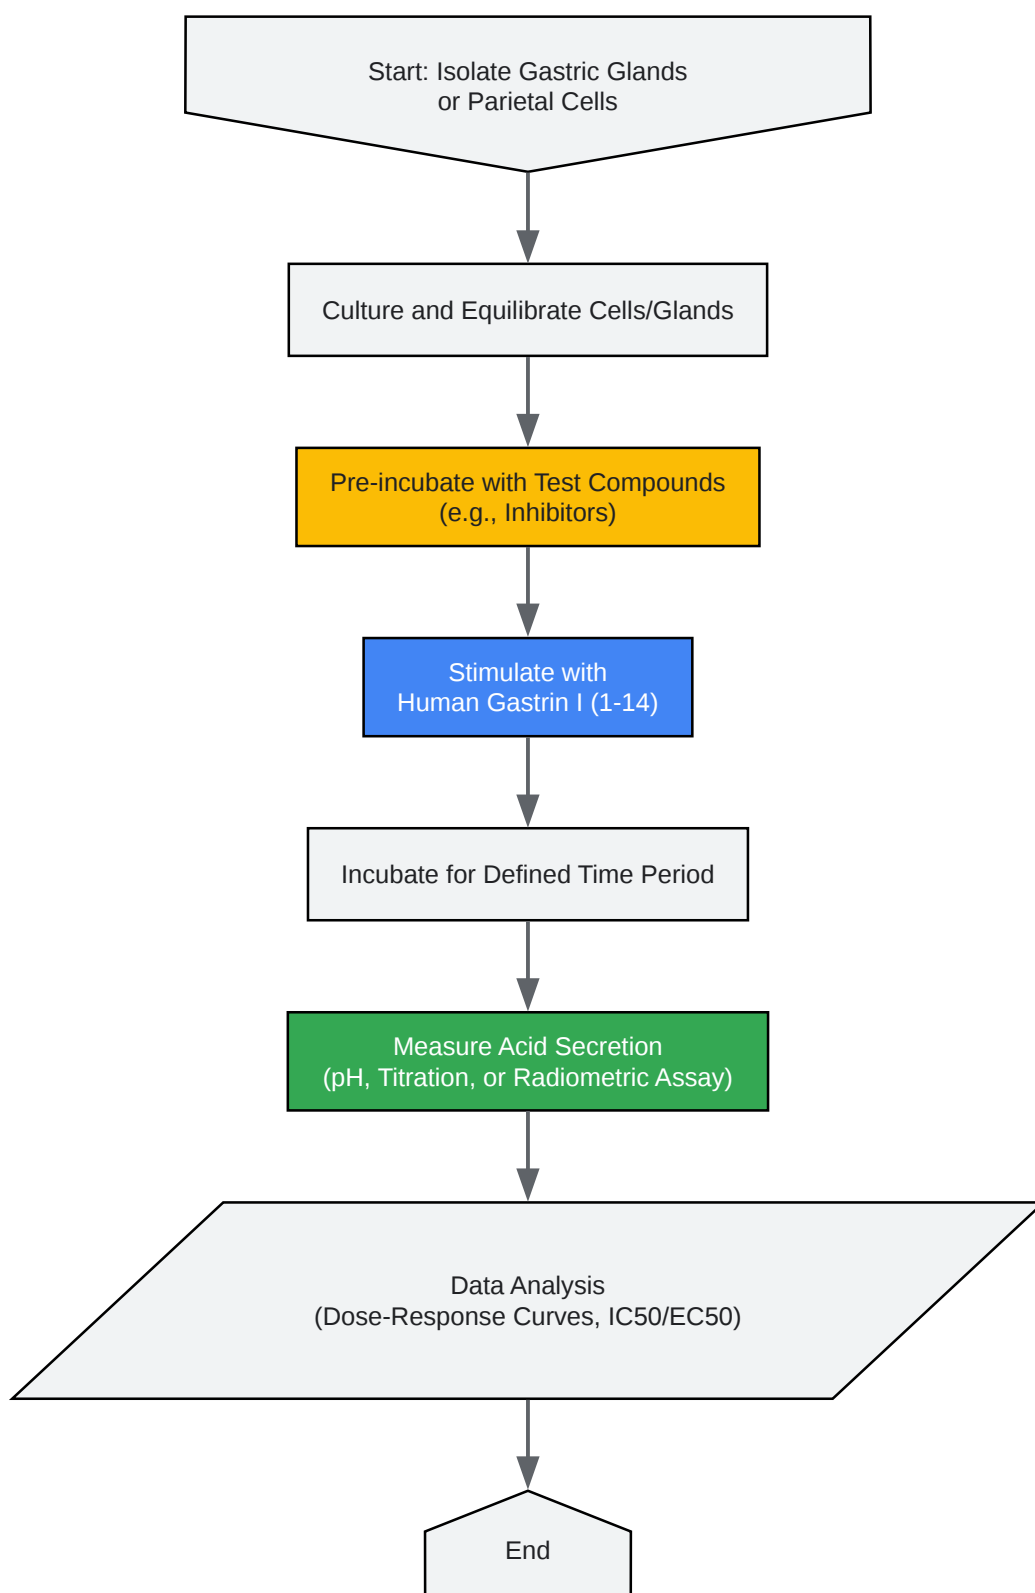 Start: Isolate Gastric Glands
or Parietal Cells
Culture and Equilibrate Cells/Glands
Pre-incubate with Test Compounds
(e.g., Inhibitors)
Stimulate with
Human Gastrin I (1-14)
Incubate for Defined Time Period
Measure Acid Secretion
(pH, Titration, or Radiometric Assay)
Data Analysis
(Dose-Response Curves, IC50/EC50)
End